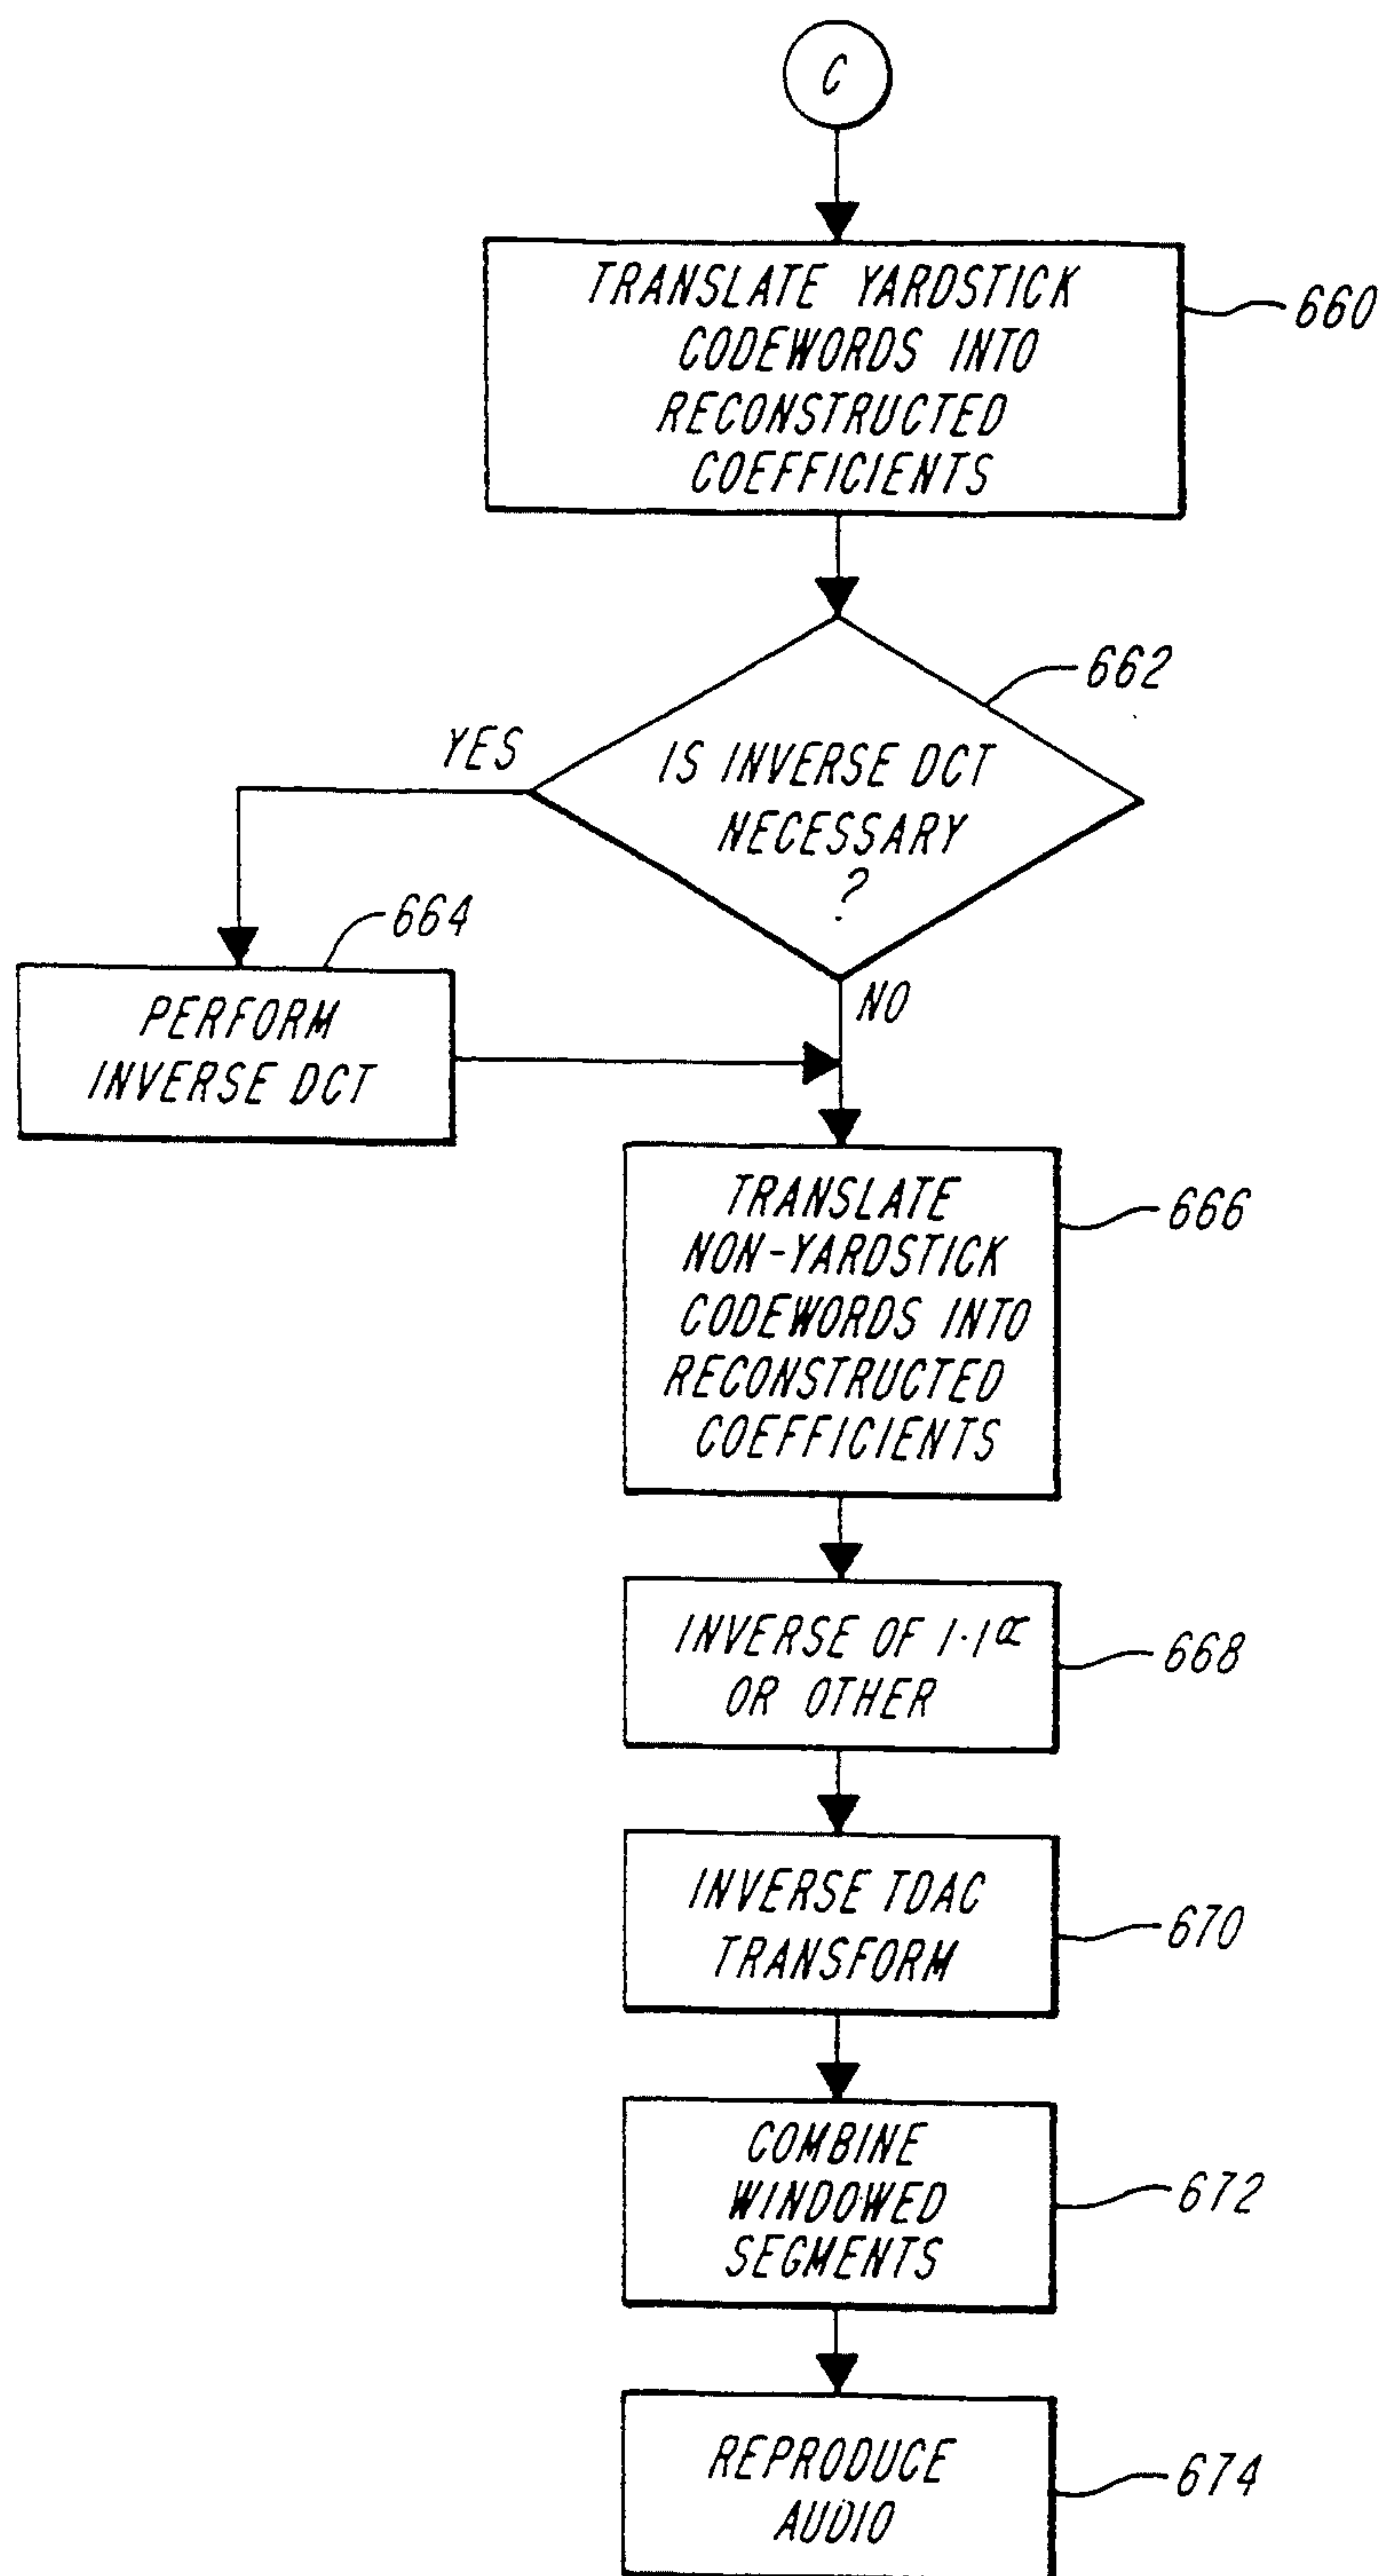 C
TRANSLATE YARDSTICK
CODEWORDS INTO
RECONSTRUCTED
COEFFICIENTS
660
662
YES
IS INVERSE DCT
NECESSARY
?
664
NO
PERFORM
INVERSE DCT
TRANSLATE
NON-YARDSTICK
CODEWORDS INTO
RECONSTRUCTED
COEFFICIENTS
666
INVERSE OF |·|α
OR OTHER
668
INVERSE TDAC
TRANSFORM
670
COMBINE
WINDOWED
SEGMENTS
672
REPRODUCE
AUDIO
674